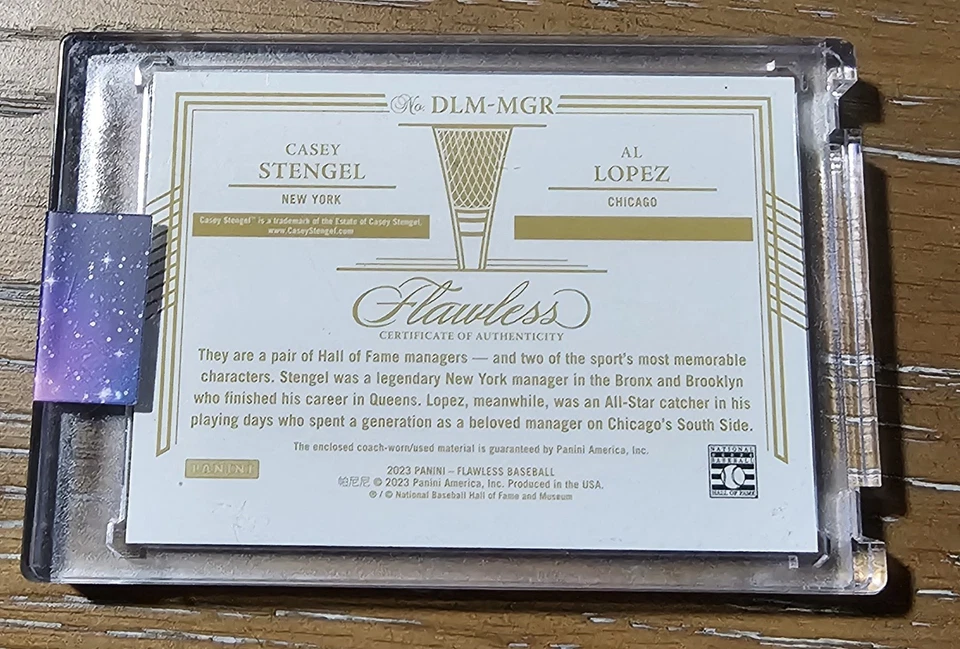 No. DLM-MGR
CASEY
STENGEL
NEW YORK
Casey Stengel™ is a trademark of the Estate of Casey Stengel.
www.CaseyStengel.com
AL
LOPEZ
CHICAGO
Flawless
CERTIFICATE OF AUTHENTICITY
They are a pair of Hall of Fame managers — and two of the sport's most memorable
characters. Stengel was a legendary New York manager in the Bronx and Brooklyn
who finished his career in Queens. Lopez, meanwhile, was an All-Star catcher in his
playing days who spent a generation as a beloved manager on Chicago's South Side.
The enclosed coach-worn/used material is guaranteed by Panini America, Inc.
PANINI
2023 PANINI – FLAWLESS BASEBALL
帕尼尼 © 2023 Panini America, Inc. Produced in the USA.
℗ / © National Baseball Hall of Fame and Museum
NATIONAL
BASEBALL
HALL OF FAME